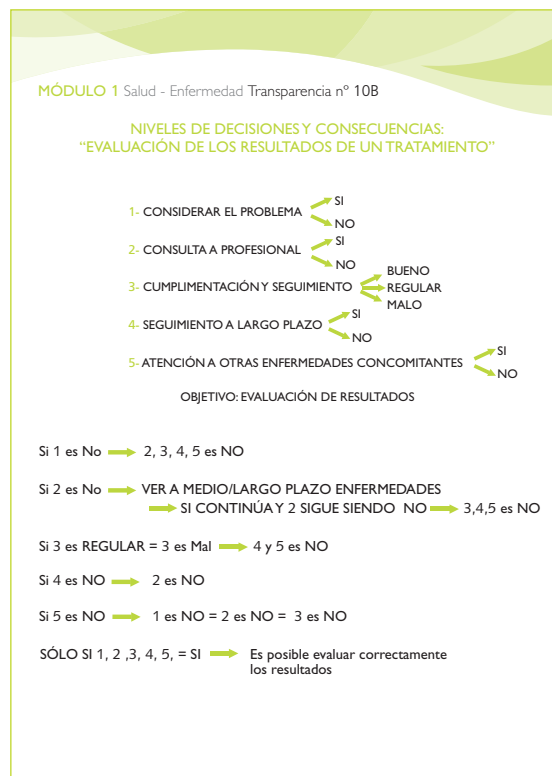 MÓDULO 1 Salud - Enfermedad Transparencia nº 10B
NIVELES DE DECISIONES Y CONSECUENCIAS:
“EVALUACIÓN DE LOS RESULTADOS DE UN TRATAMIENTO”
1- CONSIDERAR EL PROBLEMA
SI
NO
2- CONSULTA A PROFESIONAL
SI
NO
3- CUMPLIMENTACIÓN Y SEGUIMIENTO
BUENO
REGULAR
MALO
4- SEGUIMIENTO A LARGO PLAZO
SI
NO
5- ATENCIÓN A OTRAS ENFERMEDADES CONCOMITANTES
SI
NO
OBJETIVO: EVALUACIÓN DE RESULTADOS
Si 1 es No 2, 3, 4, 5 es NO
Si 2 es No VER A MEDIO/LARGO PLAZO ENFERMEDADES
SI CONTINÚA Y 2 SIGUE SIENDO NO 3,4,5 es NO
Si 3 es REGULAR = 3 es Mal 4 y 5 es NO
Si 4 es NO 2 es NO
Si 5 es NO 1 es NO = 2 es NO = 3 es NO
SÓLO SI 1, 2 ,3, 4, 5, = SI Es posible evaluar correctamente
los resultados